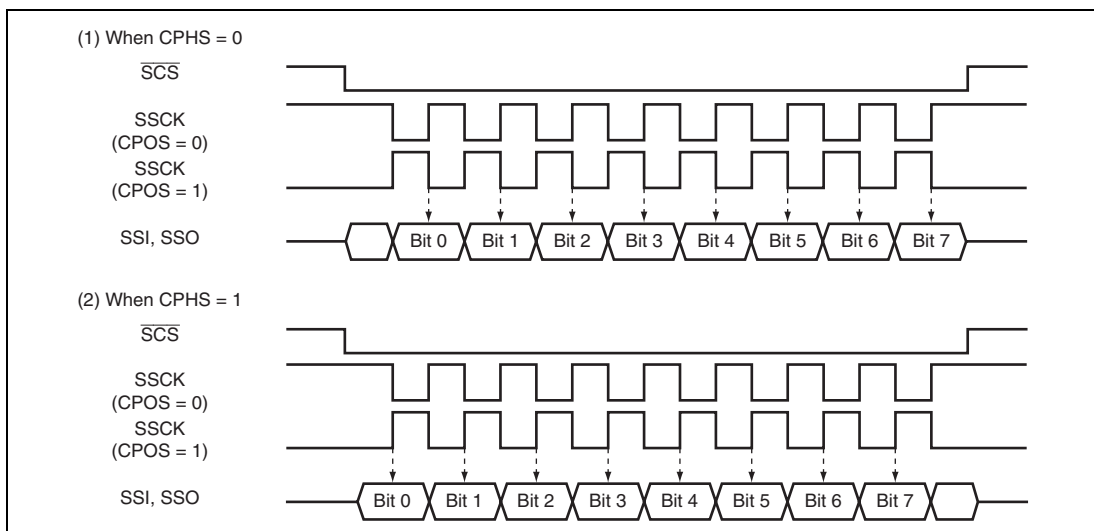 (1) When CPHS = 0
SCS
SSCK
(CPOS = 0)
SSCK
(CPOS = 1)
SSI, SSO
Bit 0 Bit 1 Bit 2 Bit 3 Bit 4 Bit 5 Bit 6 Bit 7
(2) When CPHS = 1
SCS
SSCK
(CPOS = 0)
SSCK
(CPOS = 1)
SSI, SSO
Bit 0 Bit 1 Bit 2 Bit 3 Bit 4 Bit 5 Bit 6 Bit 7